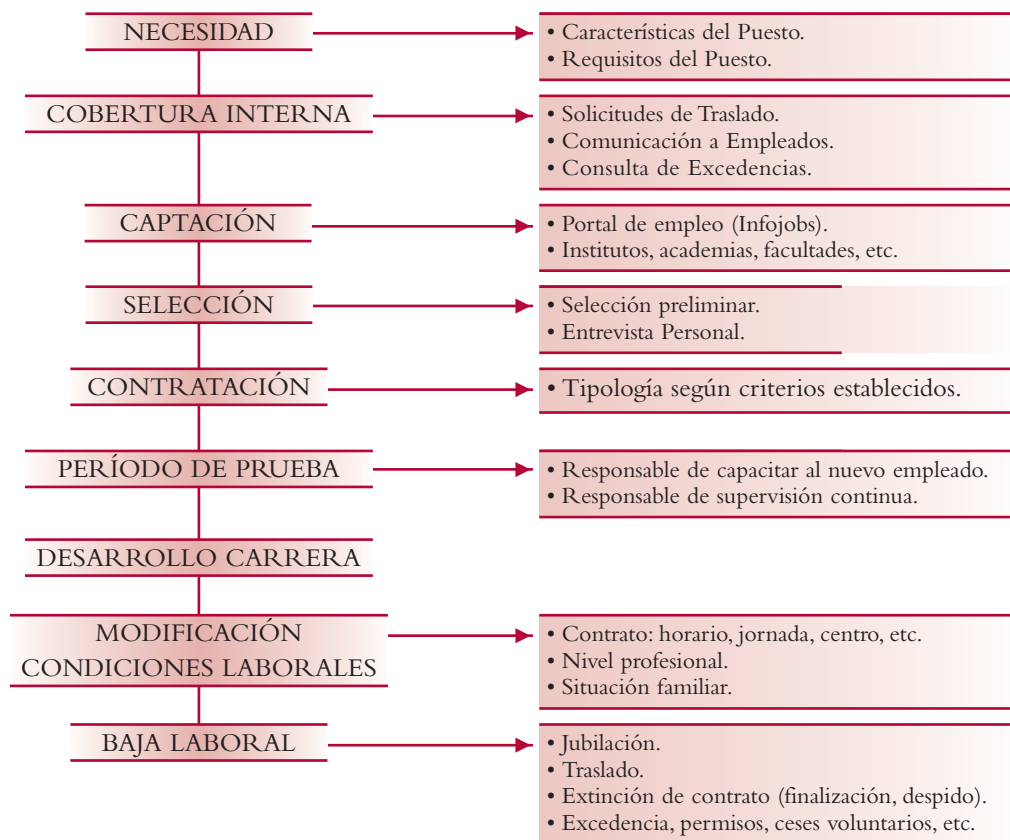 NECESIDAD
• Características del Puesto.
• Requisitos del Puesto.
COBERTURA INTERNA
• Solicitudes de Traslado.
• Comunicación a Empleados.
• Consulta de Excedencias.
CAPTACIÓN
• Portal de empleo (Infojobs).
• Institutos, academias, facultades, etc.
SELECCIÓN
• Selección preliminar.
• Entrevista Personal.
CONTRATACIÓN
• Tipología según criterios establecidos.
PERÍODO DE PRUEBA
• Responsable de capacitar al nuevo empleado.
• Responsable de supervisión continua.
DESARROLLO CARRERA
MODIFICACIÓN
CONDICIONES LABORALES
• Contrato: horario, jornada, centro, etc.
• Nivel profesional.
• Situación familiar.
BAJA LABORAL
• Jubilación.
• Traslado.
• Extinción de contrato (finalización, despido).
• Excedencia, permisos, ceses voluntarios, etc.